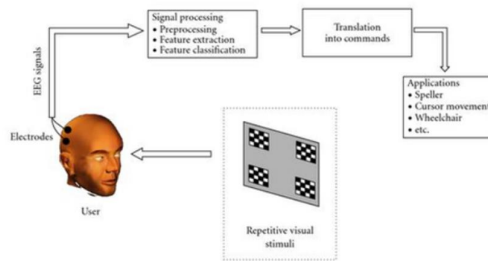 Signal processing
• Preprocessing
• Feature extraction
• Feature classification
Translation
into commands
EEG signals
Applications
• Speller
• Cursor movement
• Wheelchair
• etc.
Electrodes
User
Repetitive visual
stimuli